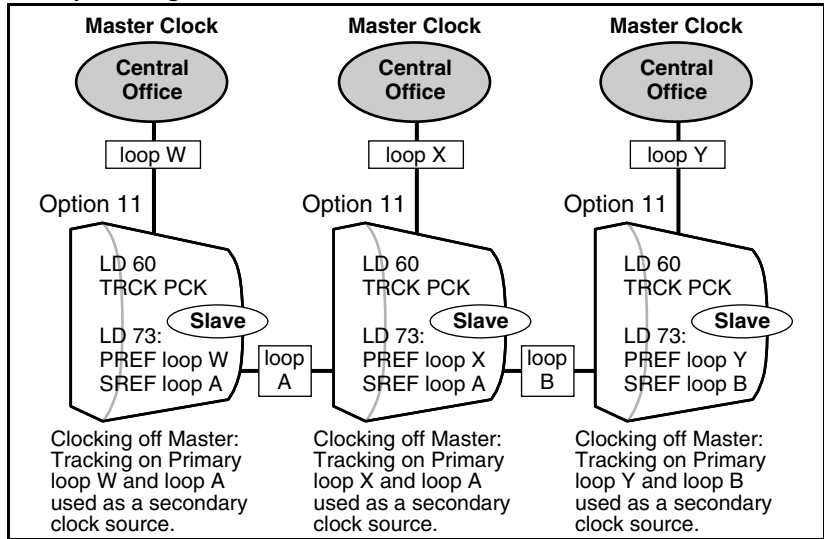 Master Clock
Master Clock
Master Clock
Central
Office
Central
Office
Central
Office
loop W
loop X
loop Y
Option 11
Option 11
Option 11
LD 60
TRCK PCK
Slave
LD 73:
PREF loop W
SREF loop A
loop
A
LD 60
TRCK PCK
Slave
LD 73:
PREF loop X
SREF loop A
loop
B
LD 60
TRCK PCK
Slave
LD 73:
PREF loop Y
SREF loop B
Clocking off Master:
Tracking on Primary
loop W and loop A
used as a secondary
clock source.
Clocking off Master:
Tracking on Primary
loop X and loop A
used as a secondary
clock source.
Clocking off Master:
Tracking on Primary
loop Y and loop B
used as a secondary
clock source.